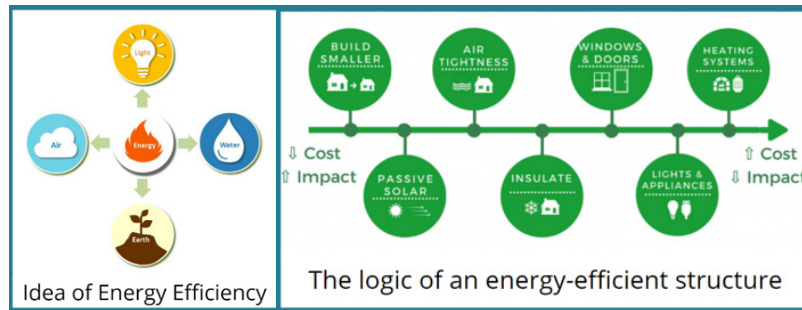 Light
Air
Energy
Water
Earth
Idea of Energy Efficiency
BUILD
SMALLER
AIR
TIGHTNESS
WINDOWS
& DOORS
HEATING
SYSTEMS
⇩ Cost
⇧ Impact
⇧ Cost
⇩ Impact
PASSIVE
SOLAR
INSULATE
LIGHTS &
APPLIANCES
The logic of an energy-efficient structure